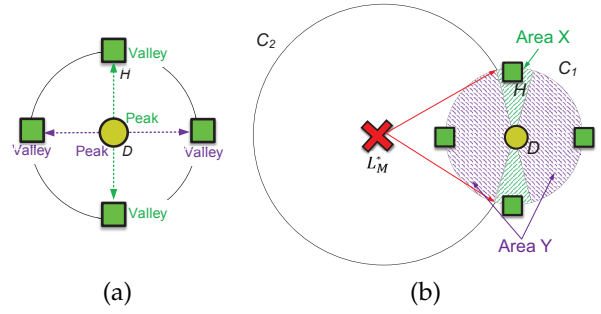 Valley
H
Peak
Valley
Peak
D
Valley
Valley
(a)
C2
Area X
C1
H
L*M
D
Area Y
(b)